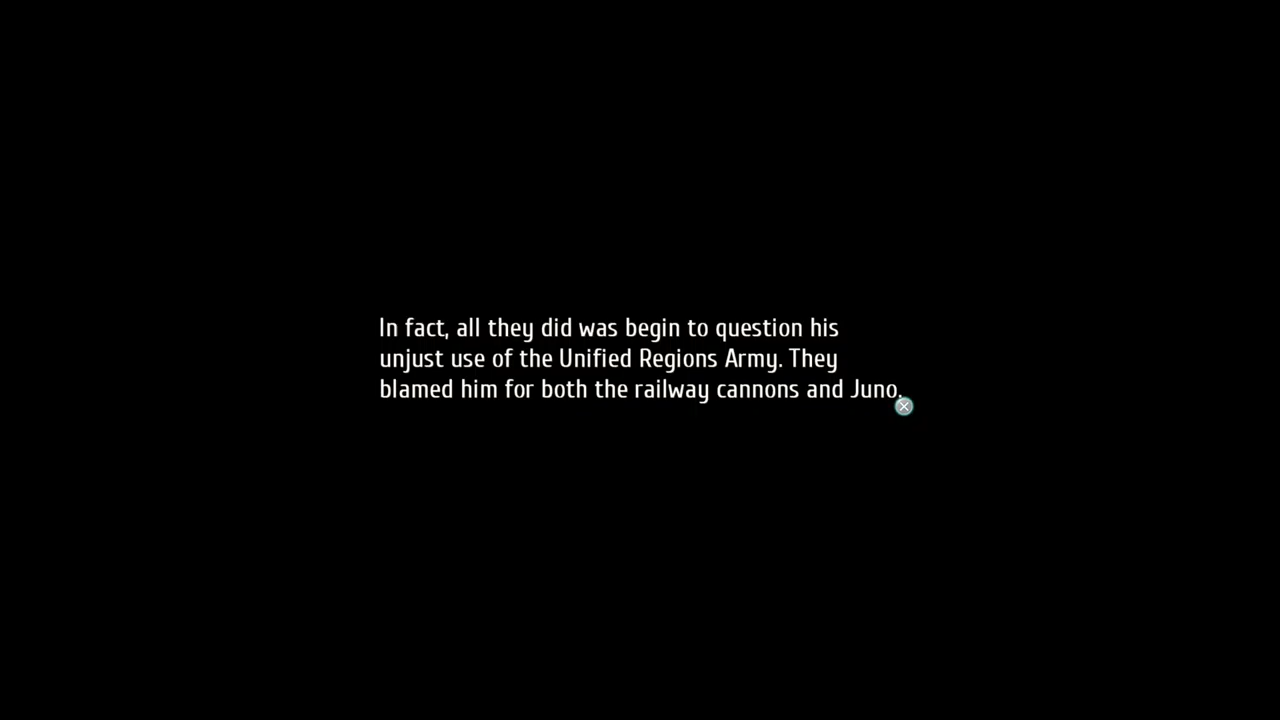 In fact, all they did was begin to question his
unjust use of the Unified Regions Army. They
blamed him for both the railway cannons and Juno.